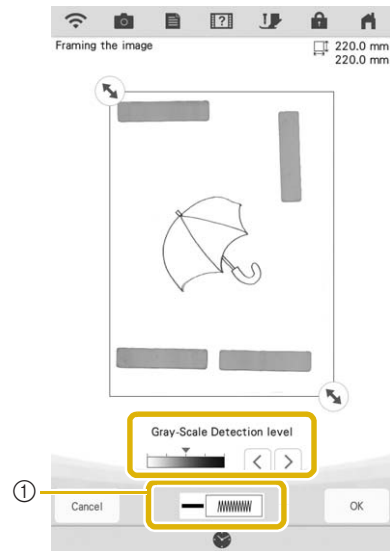 Framing the image
220.0 mm
220.0 mm
Gray-Scale Detection level
①
Cancel
OK